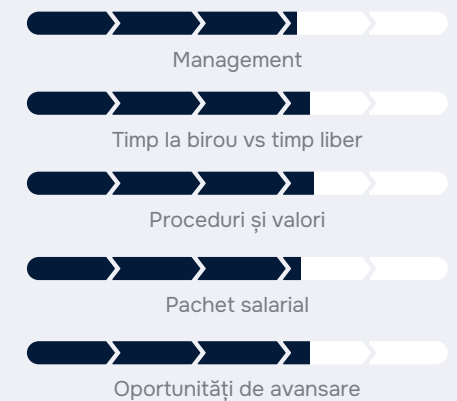 Management
Timp la birou vs timp liber
Proceduri și valori
Pachet salarial
Oportunități de avansare